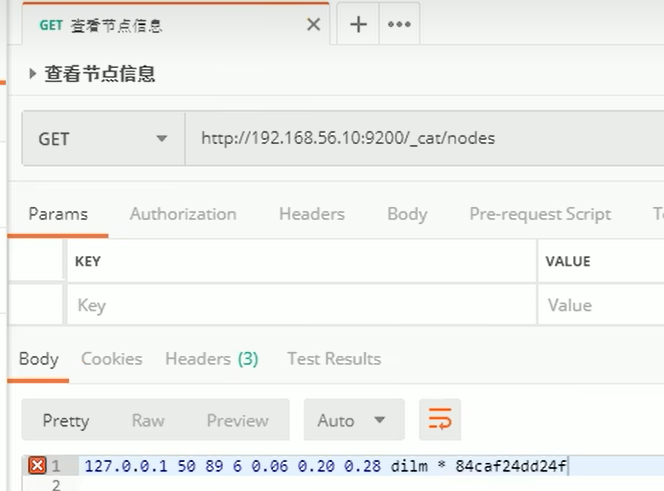 GET 查看节点信息
查看节点信息
GET http://192.168.56.10:9200/_cat/nodes
Params Authorization Headers Body Pre-request Script
KEY VALUE
Key Value
Body Cookies Headers (3) Test Results
Pretty Raw Preview Auto
1 127.0.0.1 50 89 6 0.06 0.20 0.28 dilm * 84caf24dd24f
2